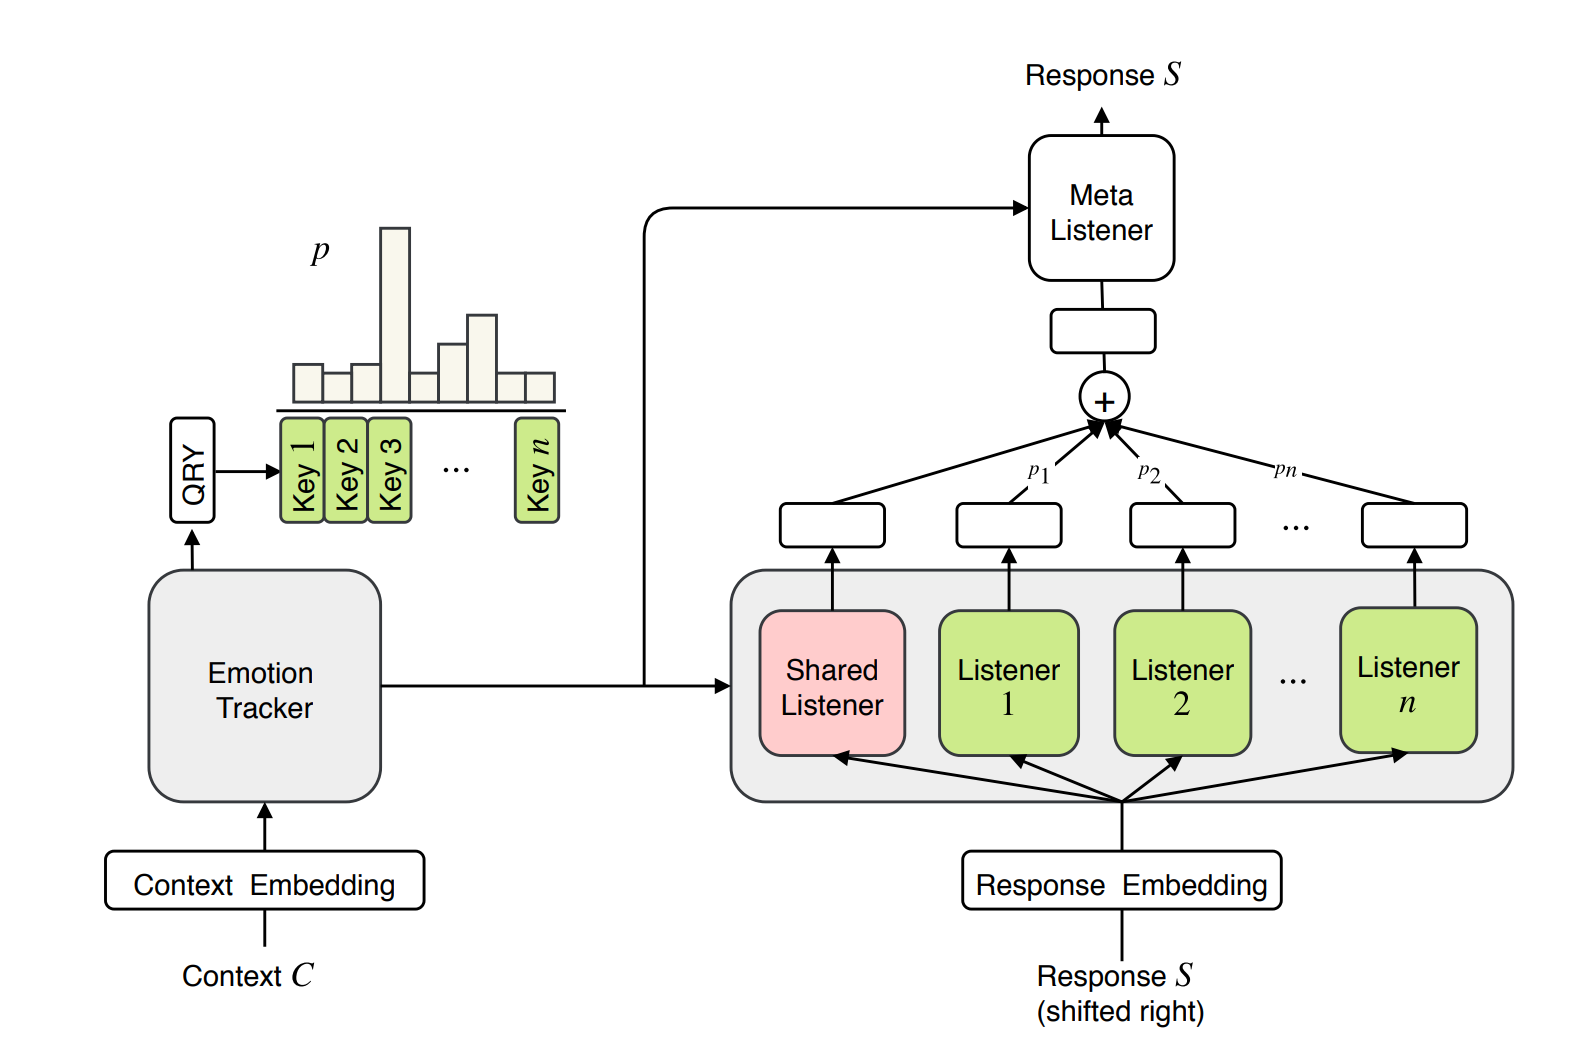 Response S
Meta
Listener
p
+
QRY
Key 1
Key 2
Key 3
...
Key n
p1
p2
pn
...
Emotion
Tracker
Shared
Listener
Listener
1
Listener
2
...
Listener
n
Context Embedding
Response Embedding
Context C
Response S
(shifted right)